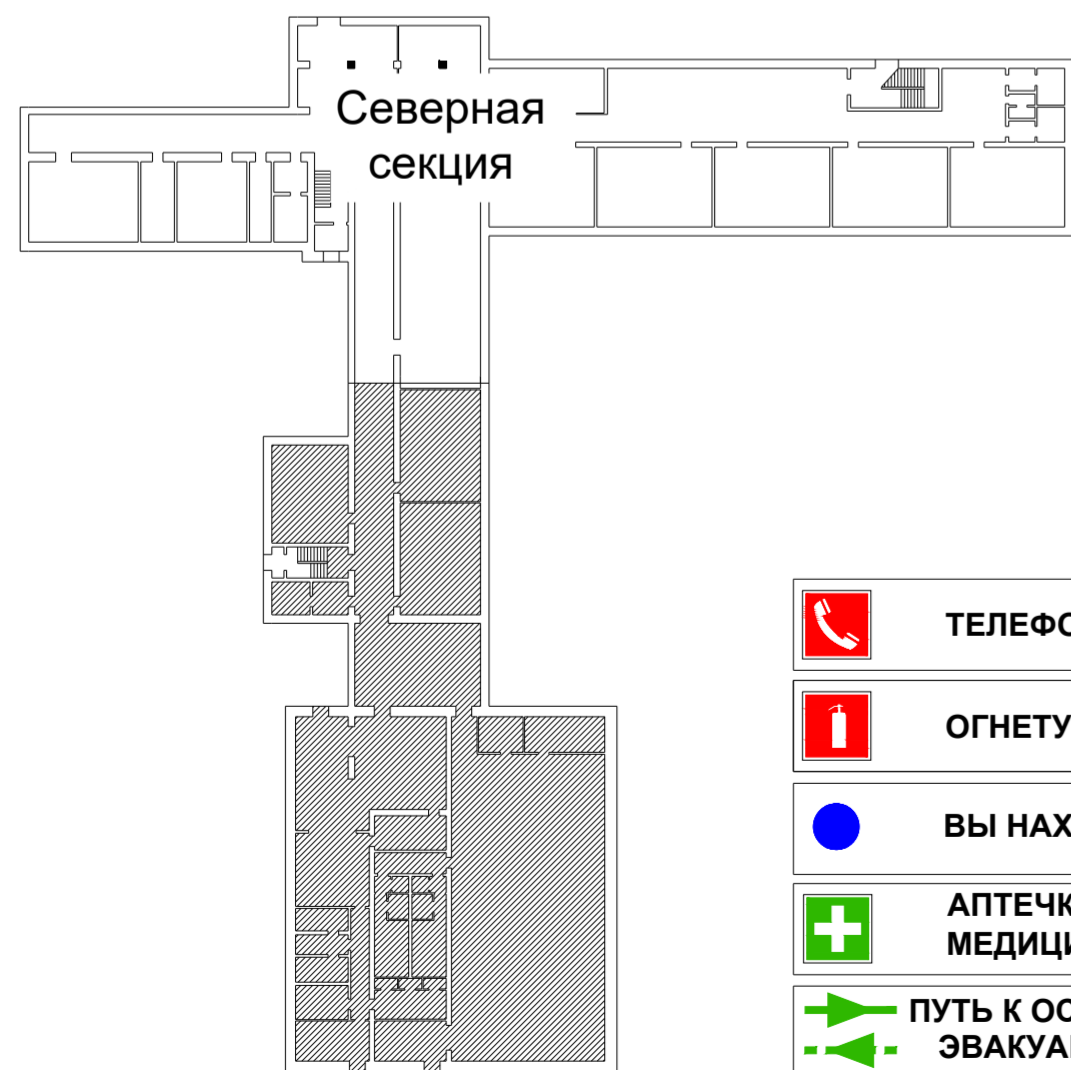 Северная
секция
ТЕЛЕФО
ОГНЕТУ
ВЫ НАХ
АПТЕЧК
МЕДИЦИ
ПУТЬ К ОС
ЭВАКУА